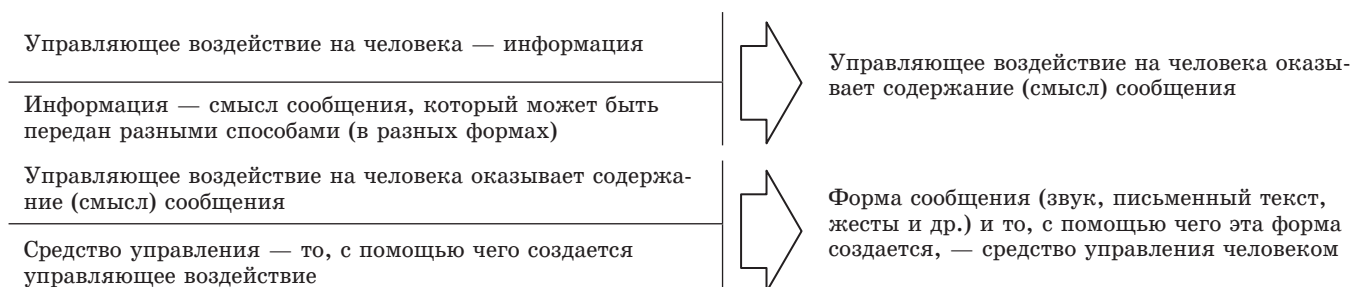 Управляющее воздействие на человека — информация
Информация — смысл сообщения, который может быть
передан разными способами (в разных формах)
Управляющее воздействие на человека оказы-
вает содержание (смысл) сообщения
Управляющее воздействие на человека оказывает содержа-
ние (смысл) сообщения
Средство управления — то, с помощью чего создается
управляющее воздействие
Форма сообщения (звук, письменный текст,
жесты и др.) и то, с помощью чего эта форма
создается, — средство управления человеком